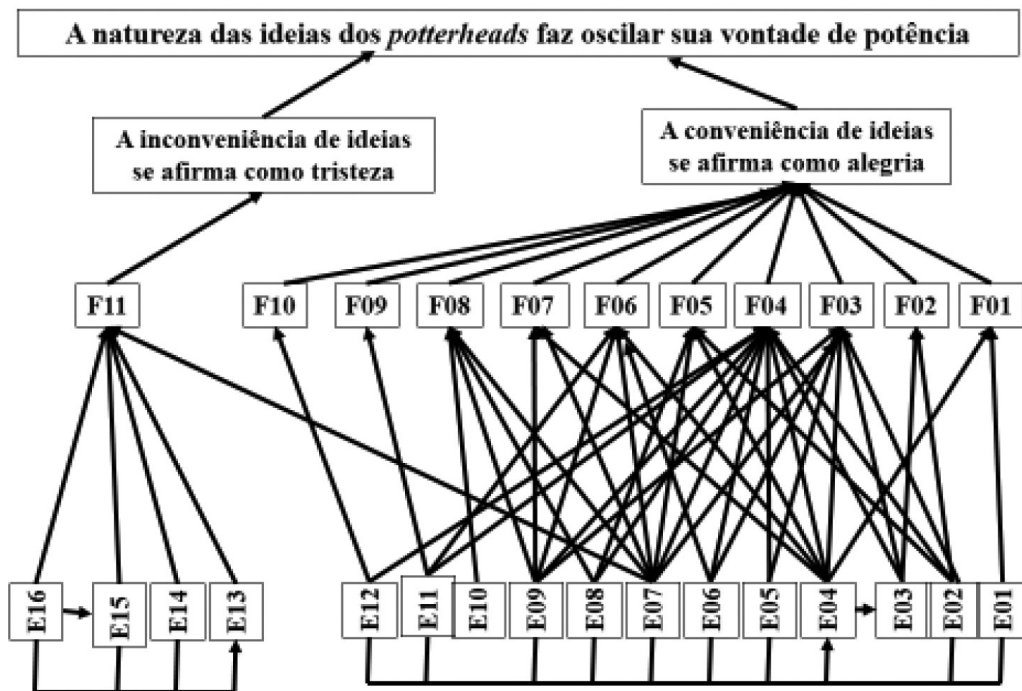 A natureza das ideias dos potterheads faz oscilar sua vontade de potência
A inconveniência de ideias
se afirma como tristeza
A conveniência de ideias
se afirma como alegria
F11
F10
F09
F08
F07
F06
F05
F04
F03
F02
F01
E16
E15
E14
E13
E12
E11
E10
E09
E08
E07
E06
E05
E04
E03
E02
E01